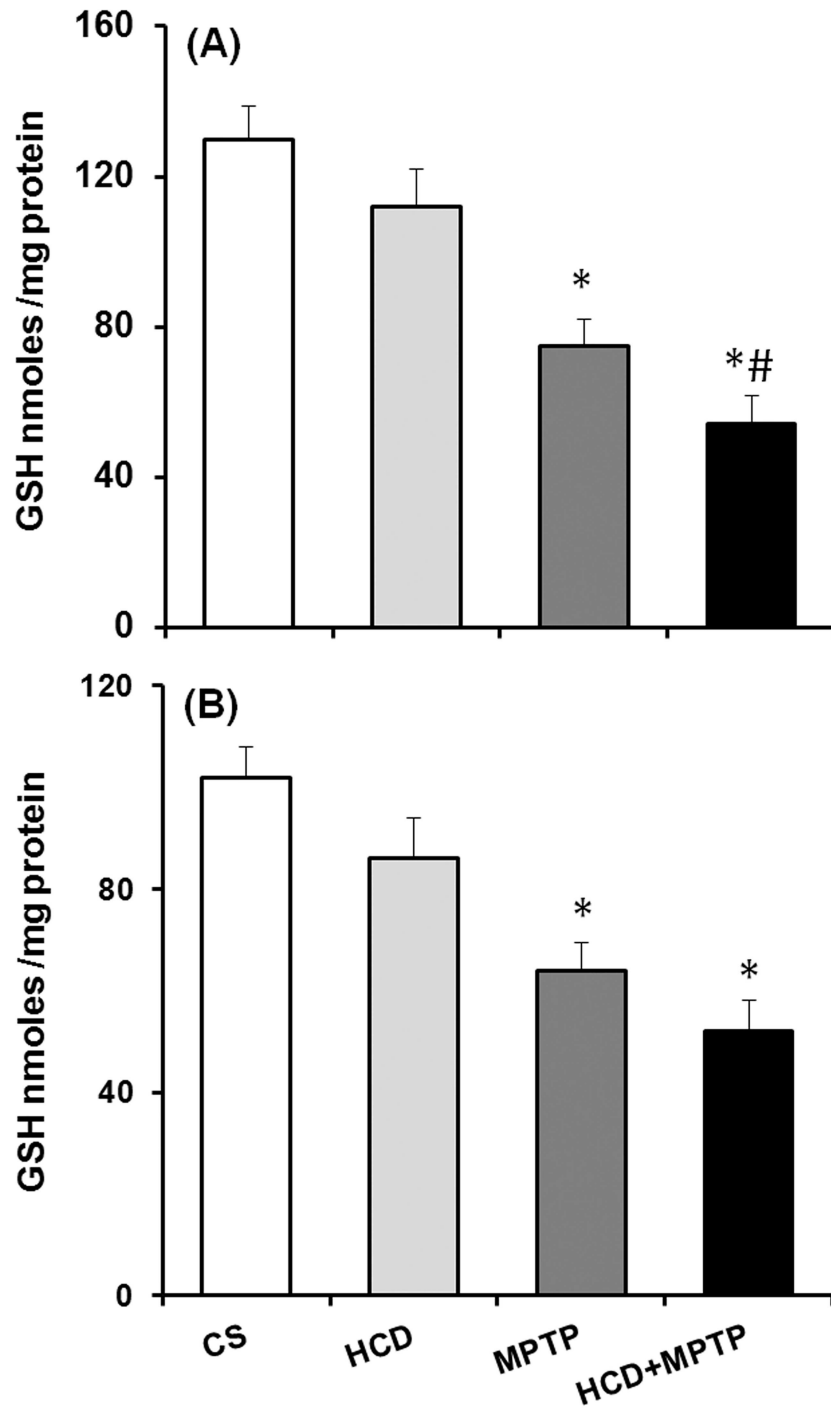 (A)
GSH nmoles /mg protein
160
120
80
40
0
*
*#
(B)
GSH nmoles /mg protein
120
80
40
0
*
*
CS
HCD
MPTP
HCD+MPTP